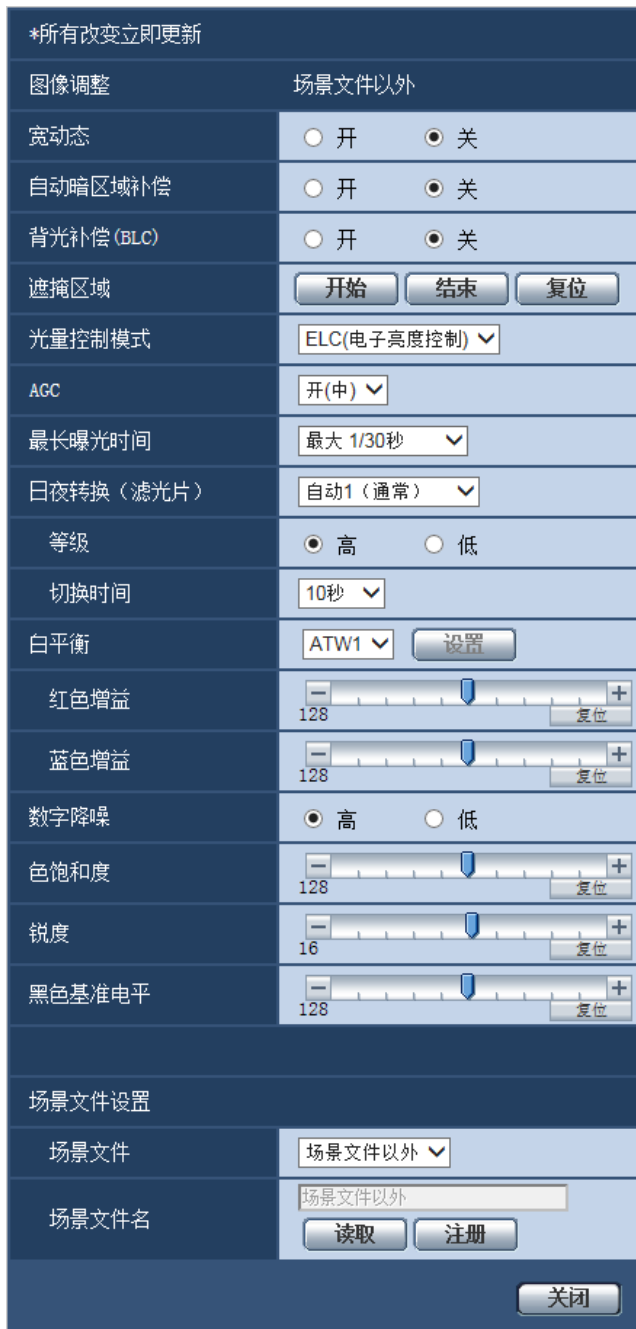 *所有改变立即更新
图像调整 场景文件以外
宽动态 开 关
自动暗区域补偿 开 关
背光补偿(BLC) 开 关
遮掩区域 开始 结束 复位
光量控制模式 ELC(电子亮度控制)
AGC 开(中)
最长曝光时间 最大 1/30秒
日夜转换（滤光片） 自动1（通常）
等级 高 低
切换时间 10秒
白平衡 ATW1 设置
红色增益 − +
128 复位
蓝色增益 − +
128 复位
数字降噪 高 低
色饱和度 − +
128 复位
锐度 − +
16 复位
黑色基准电平 − +
128 复位
场景文件设置
场景文件 场景文件以外
场景文件名 场景文件以外
读取 注册
关闭